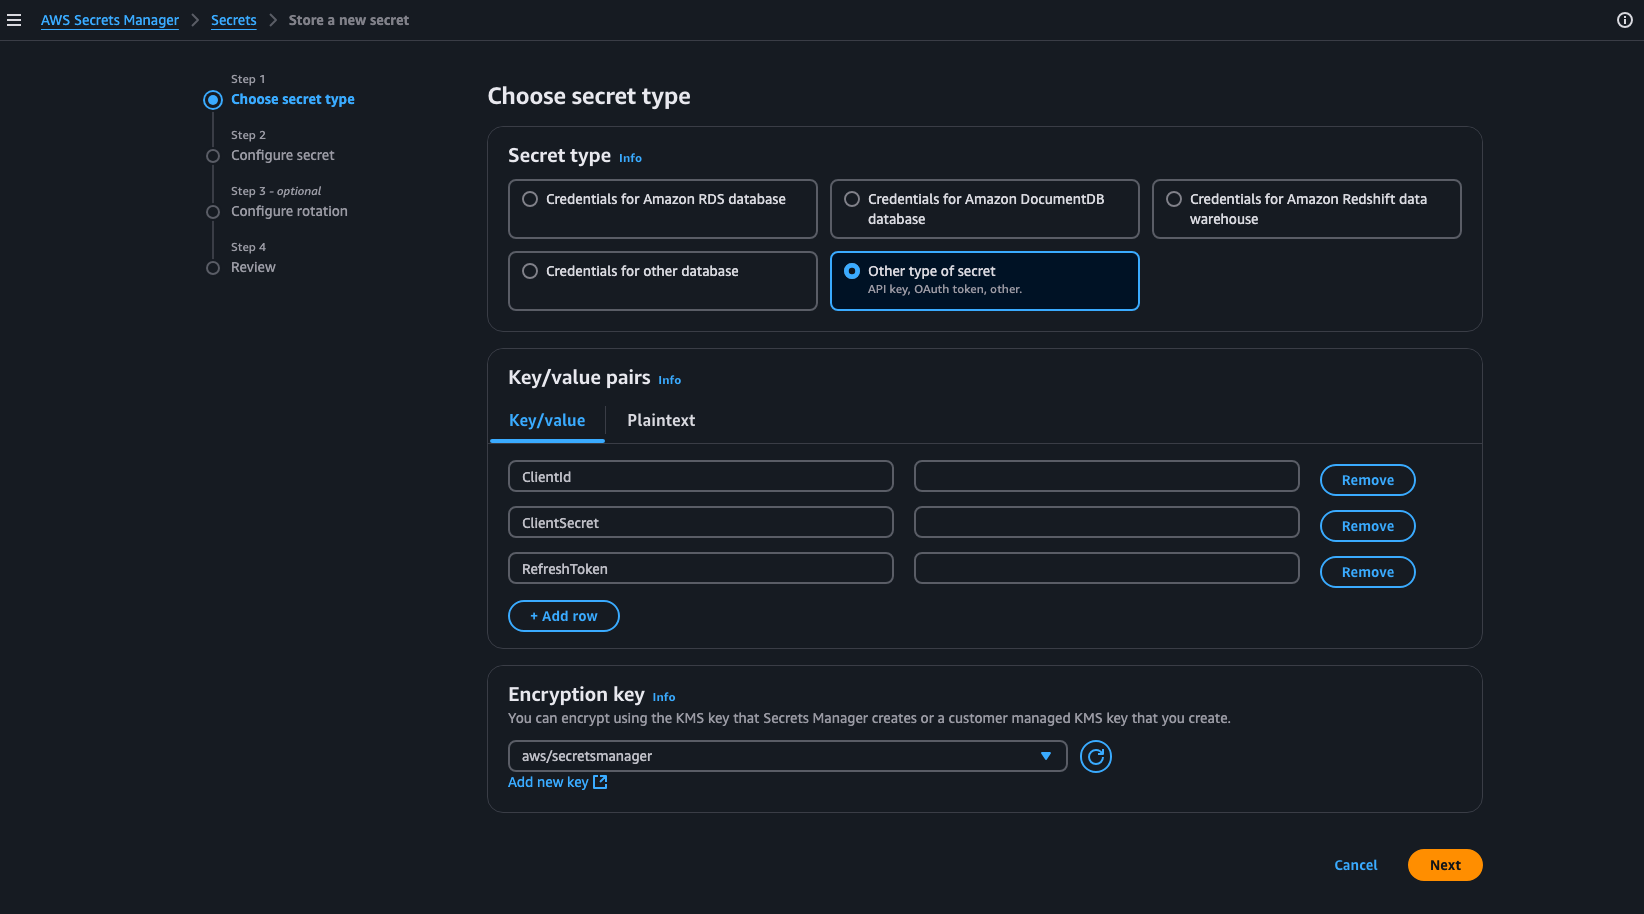 AWS Secrets Manager > Secrets > Store a new secret
Step 1
Choose secret type
Step 2
Configure secret
Step 3 - optional
Configure rotation
Step 4
Review
Choose secret type
Secret type Info
Credentials for Amazon RDS database
Credentials for Amazon DocumentDB
database
Credentials for Amazon Redshift data
warehouse
Credentials for other database
Other type of secret
API key, OAuth token, other.
Key/value pairs Info
Key/value Plaintext
ClientId Remove
ClientSecret Remove
RefreshToken Remove
+ Add row
Encryption key Info
You can encrypt using the KMS key that Secrets Manager creates or a customer managed KMS key that you create.
aws/secretsmanager
Add new key
Cancel Next